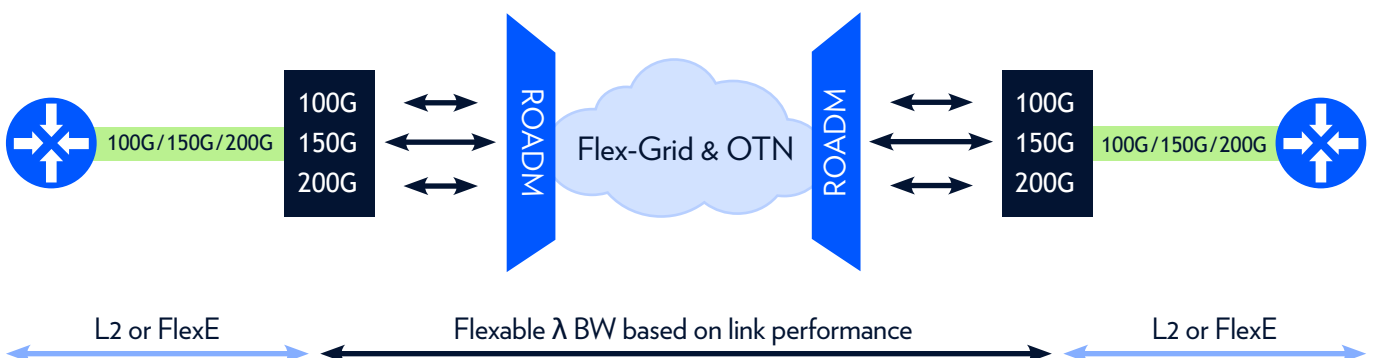 100G/150G/200G
100G
150G
200G
ROADM
Flex-Grid & OTN
ROADM
100G
150G
200G
100G/150G/200G
L2 or FlexE
Flexable λ BW based on link performance
L2 or FlexE